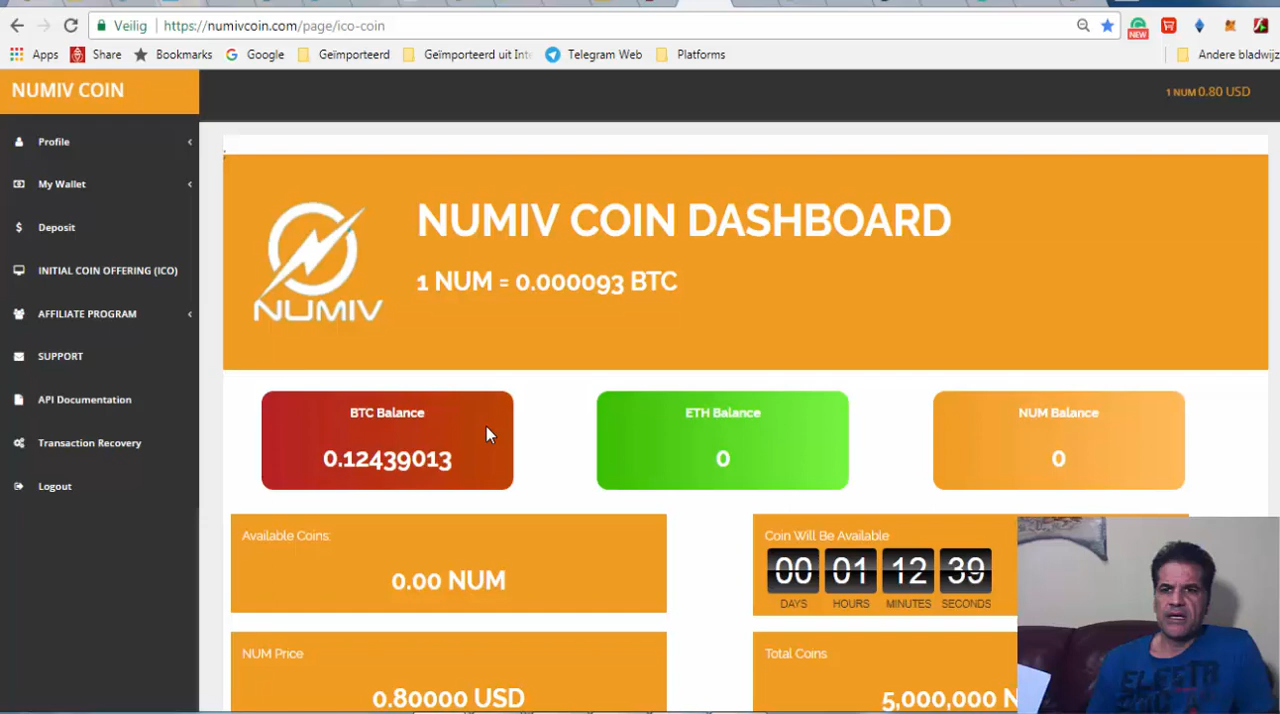 Veilig
https://numivcoin.com/page/ico-coin
NEW
Apps
Share
Bookmarks
Google
Geïmporteerd
Geïmporteerd uit Int
Telegram Web
Platforms
Andere bladwijz
NUMIV COIN
1 NUM 0.80 USD
Profile
My Wallet
Deposit
INITIAL COIN OFFERING (ICO)
AFFILIATE PROGRAM
SUPPORT
API Documentation
Transaction Recovery
Logout
NUMIV
NUMIV COIN DASHBOARD
1 NUM = 0.000093 BTC
BTC Balance
0.12439013
ETH Balance
0
NUM Balance
0
Available Coins:
0.00 NUM
Coin Will Be Available
00 01 12 39
DAYS HOURS MINUTES SECONDS
NUM Price
0.80000 USD
Total Coins
5,000,000 N